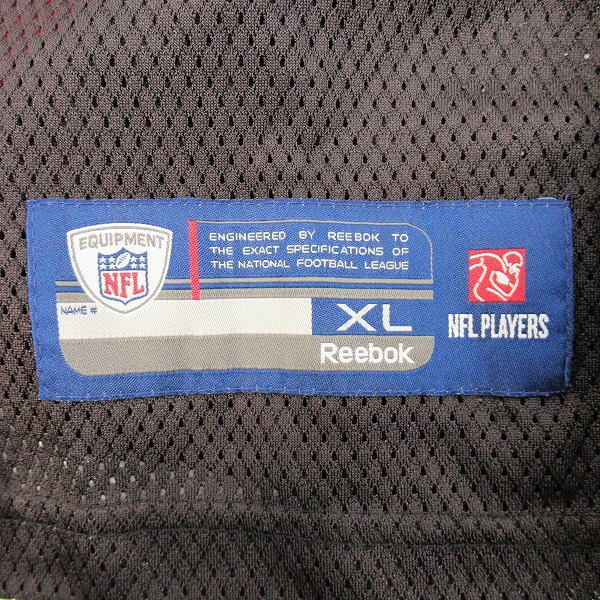 EQUIPMENT
NFL
ENGINEERED BY REEBOK TO
THE EXACT SPECIFICATIONS OF
THE NATIONAL FOOTBALL LEAGUE
NAME #
XL
Reebok
NFL PLAYERS